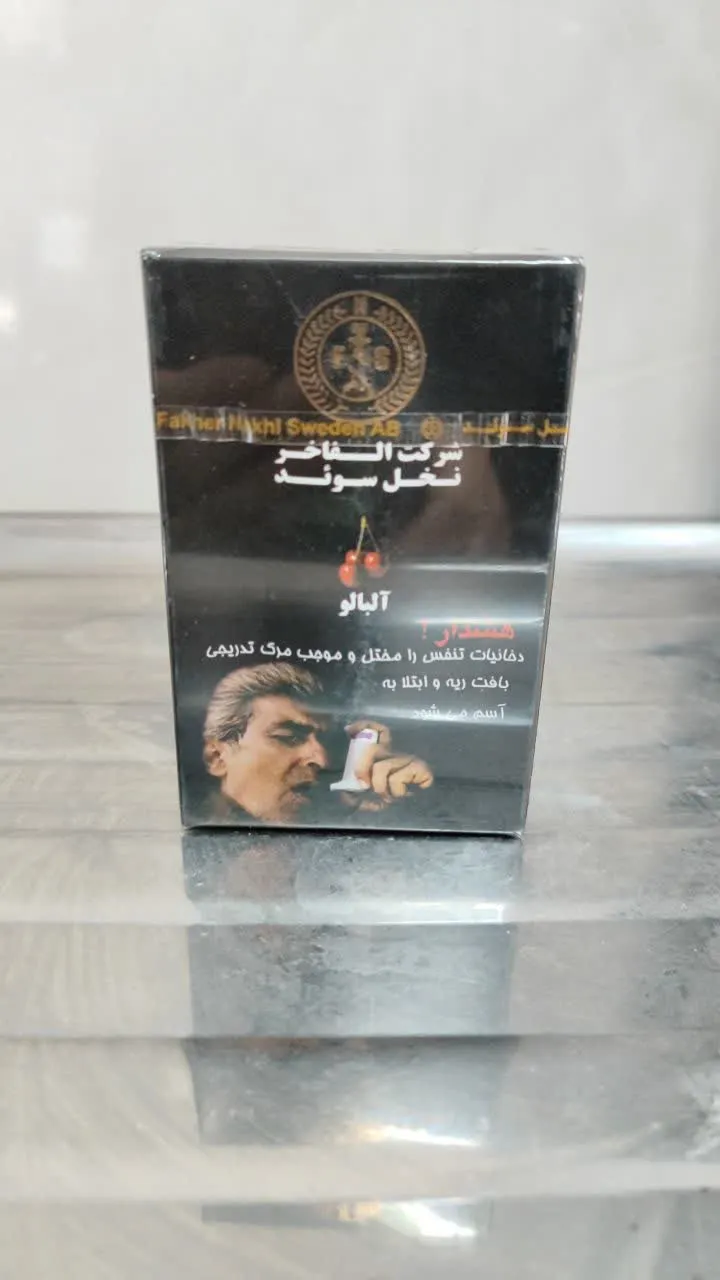 Fakher Nakhl Sweden AB
شرکت الفاخر
نخل سوئد
آلبالو
هشدار !
دخانیات تنفس را مختل و موجب مرگ تدریجی
بافت ریه و ابتلا به
آسم می شود